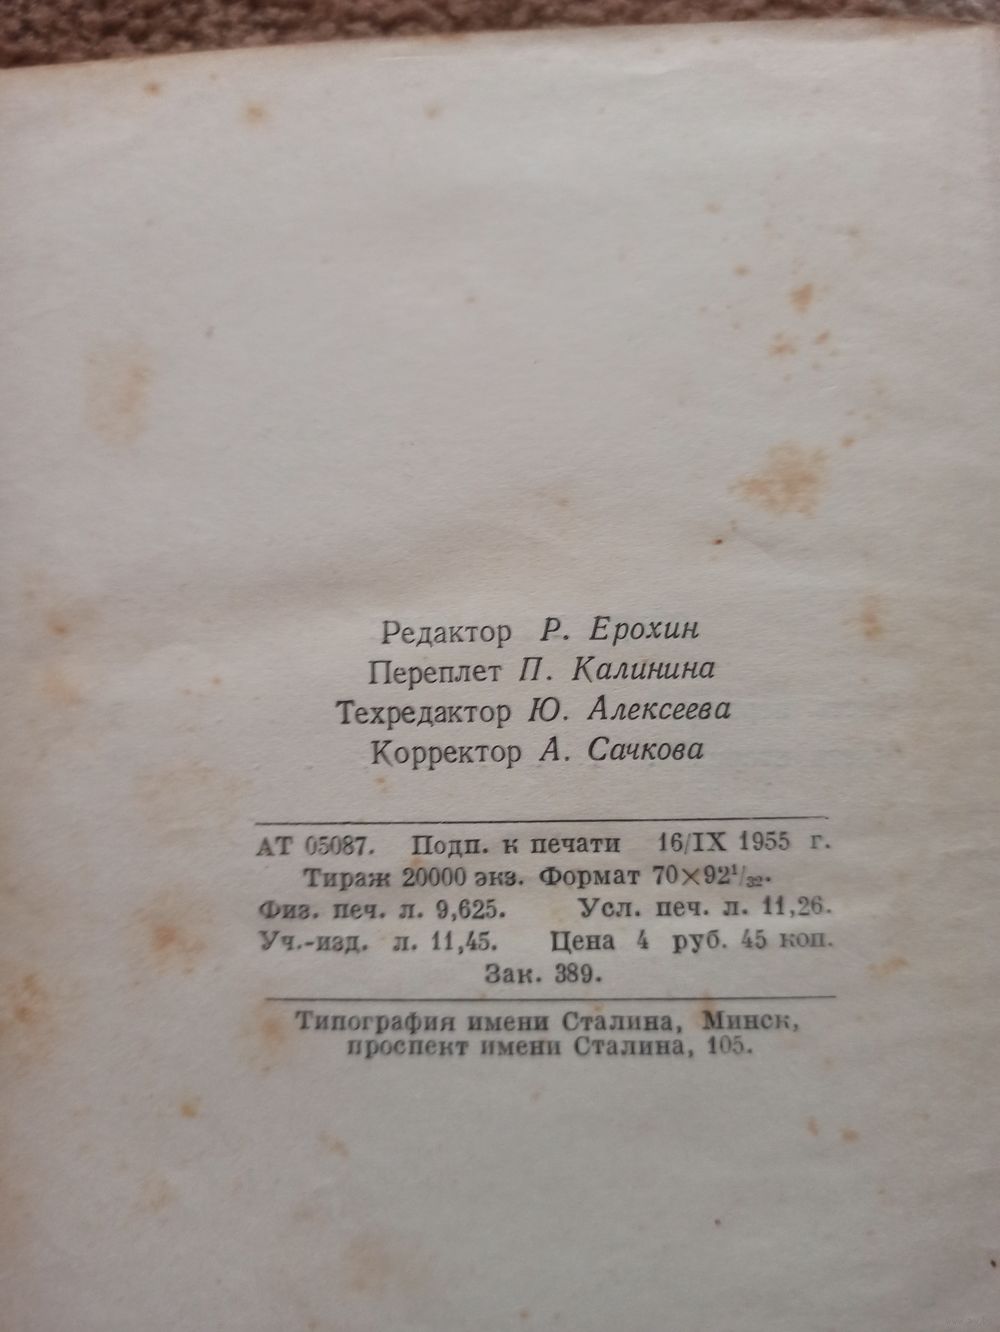 Редактор Р. Ерохин
Переплет П. Калинина
Техредактор Ю. Алексеева
Корректор А. Сачкова
АТ 05087. Подп. к печати 16/IX 1955 г.
Тираж 20000 экз. Формат 70×92¹/₃₂.
Физ. печ. л. 9,625. Усл. печ. л. 11,26.
Уч.-изд. л. 11,45. Цена 4 руб. 45 коп.
Зак. 389.
Типография имени Сталина, Минск,
проспект имени Сталина, 105.